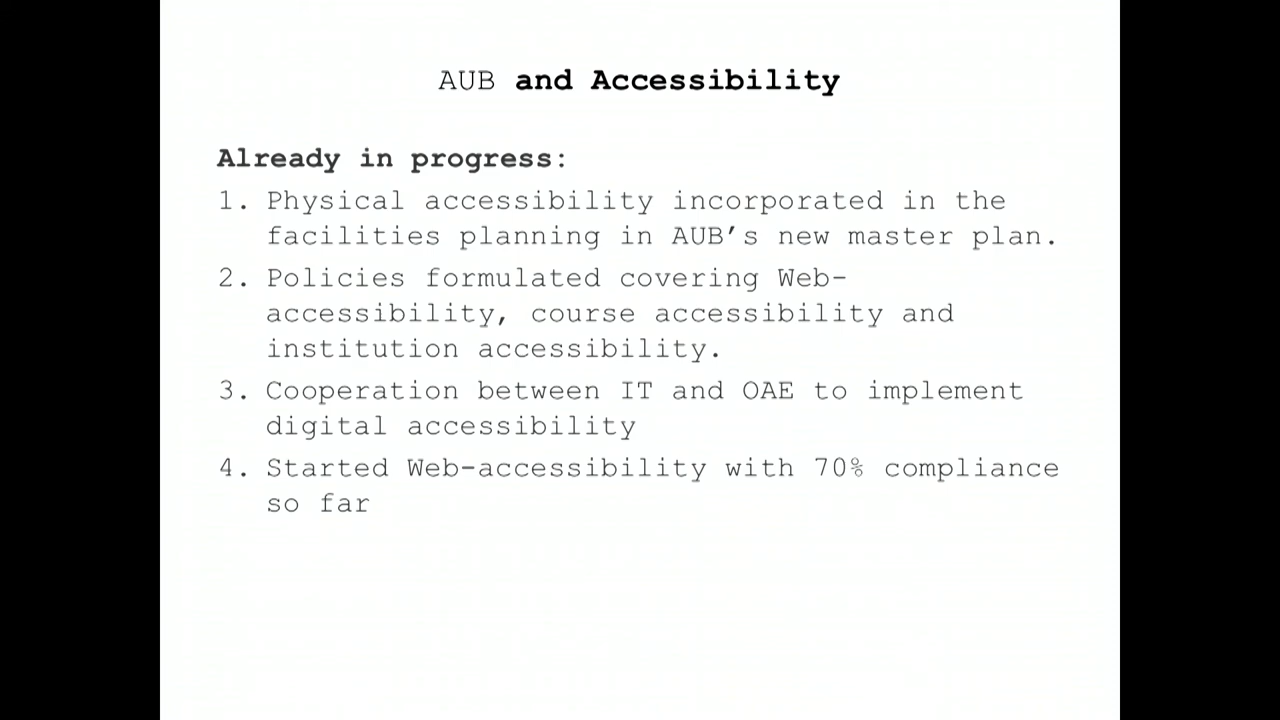 AUB and Accessibility
Already in progress:
1. Physical accessibility incorporated in the
facilities planning in AUB’s new master plan.
2. Policies formulated covering Web-
accessibility, course accessibility and
institution accessibility.
3. Cooperation between IT and OAE to implement
digital accessibility
4. Started Web-accessibility with 70% compliance
so far